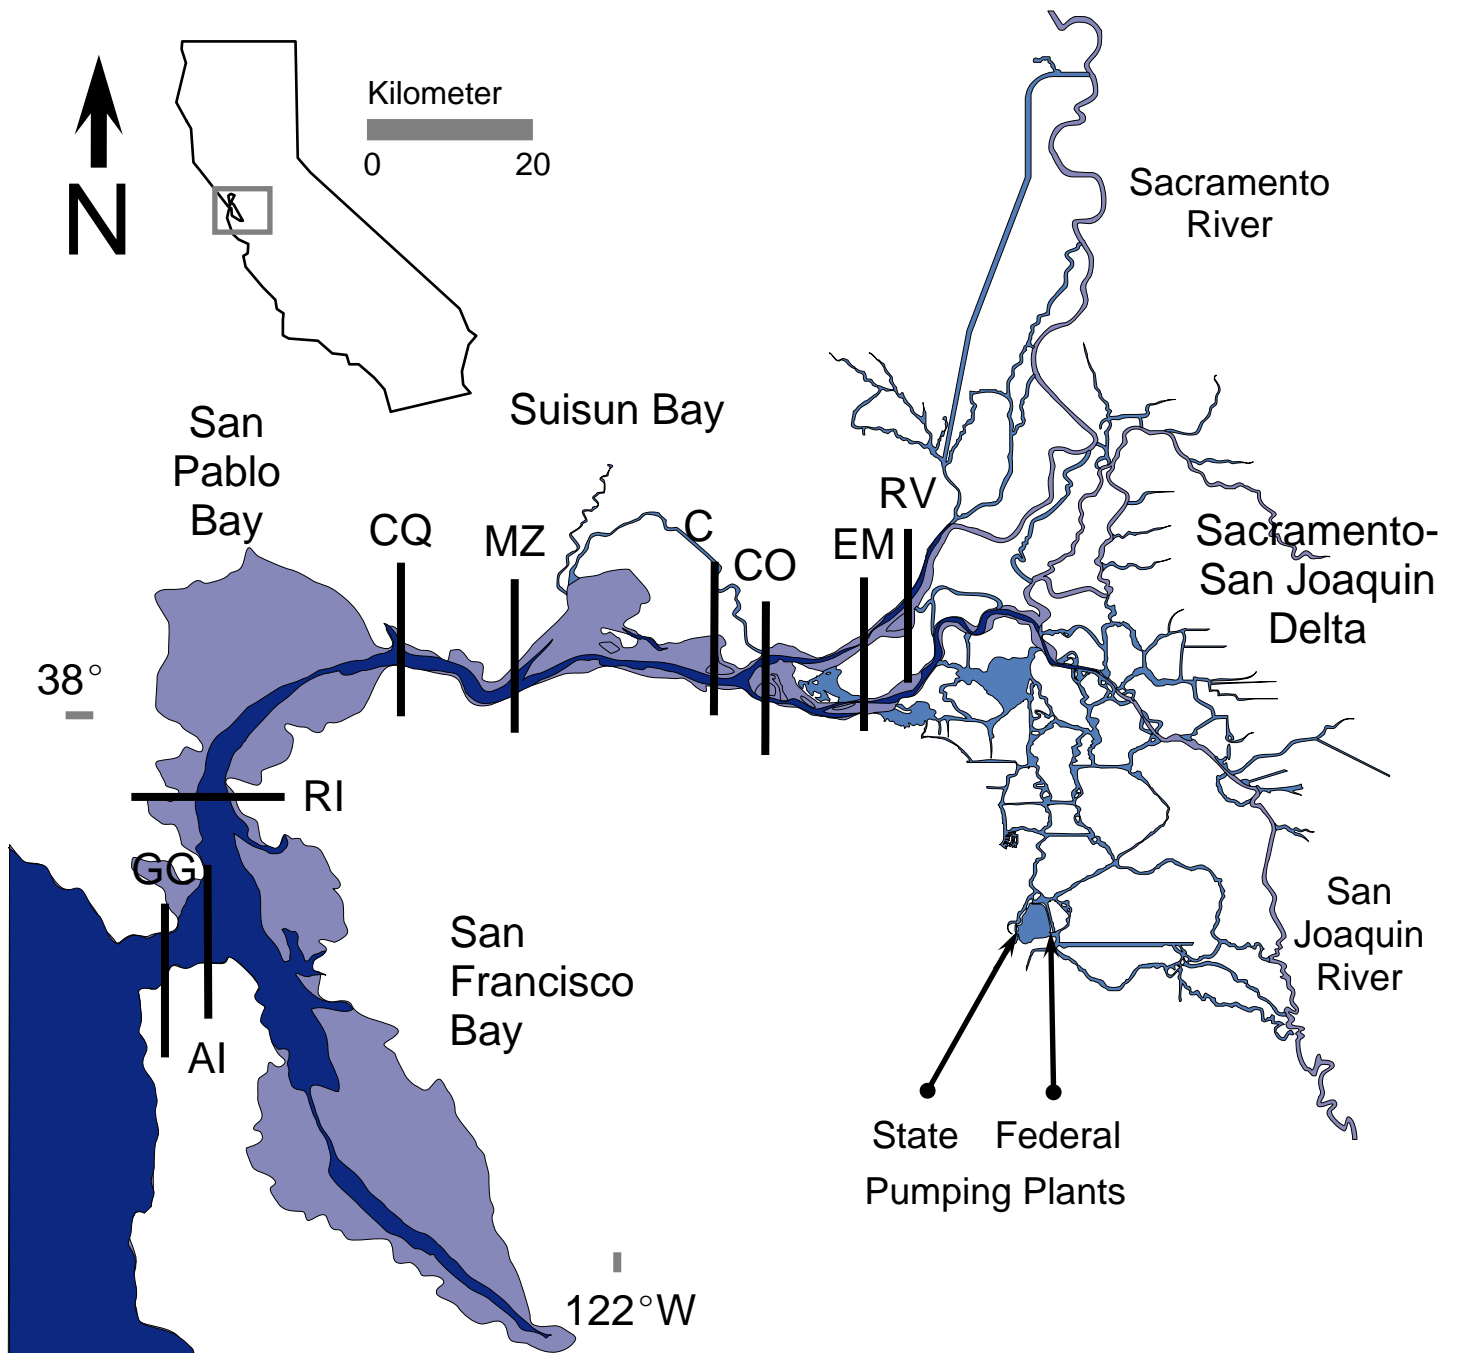 Kilometer
0 20
N
Sacramento
River
San
Pablo
Bay
Suisun Bay
CQ
MZ
C
CO
EM
RV
Sacramento-
San Joaquin
Delta
38°
RI
GG
AI
San
Francisco
Bay
San
Joaquin
River
State Federal
Pumping Plants
122°W